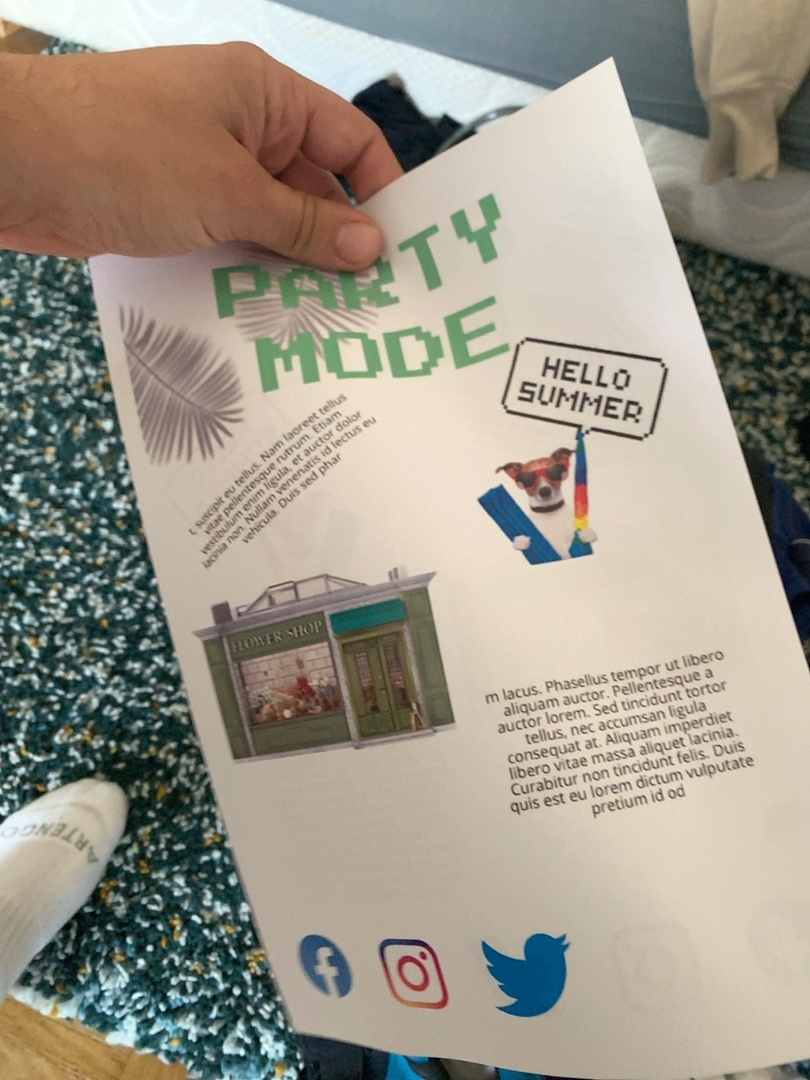 PARTY
MODE
HELLO
SUMMER
suscipit eu tellus. Nam laoreet tellus
vitae pellentesque rutrum. Etiam
vestibulum enim ligula, et auctor dolor
lacinia non. Nullam venenatis id lectus eu
vehicula. Duis sed phar
FLOWER SHOP
m lacus. Phasellus tempor ut libero
aliquam auctor. Pellentesque a
auctor lorem. Sed tincidunt tortor
tellus, nec accumsan ligula
consequat at. Aliquam imperdiet
libero vitae massa aliquet lacinia.
Curabitur non tincidunt felis. Duis
quis est eu lorem dictum vulputate
pretium id od
ARTENGO